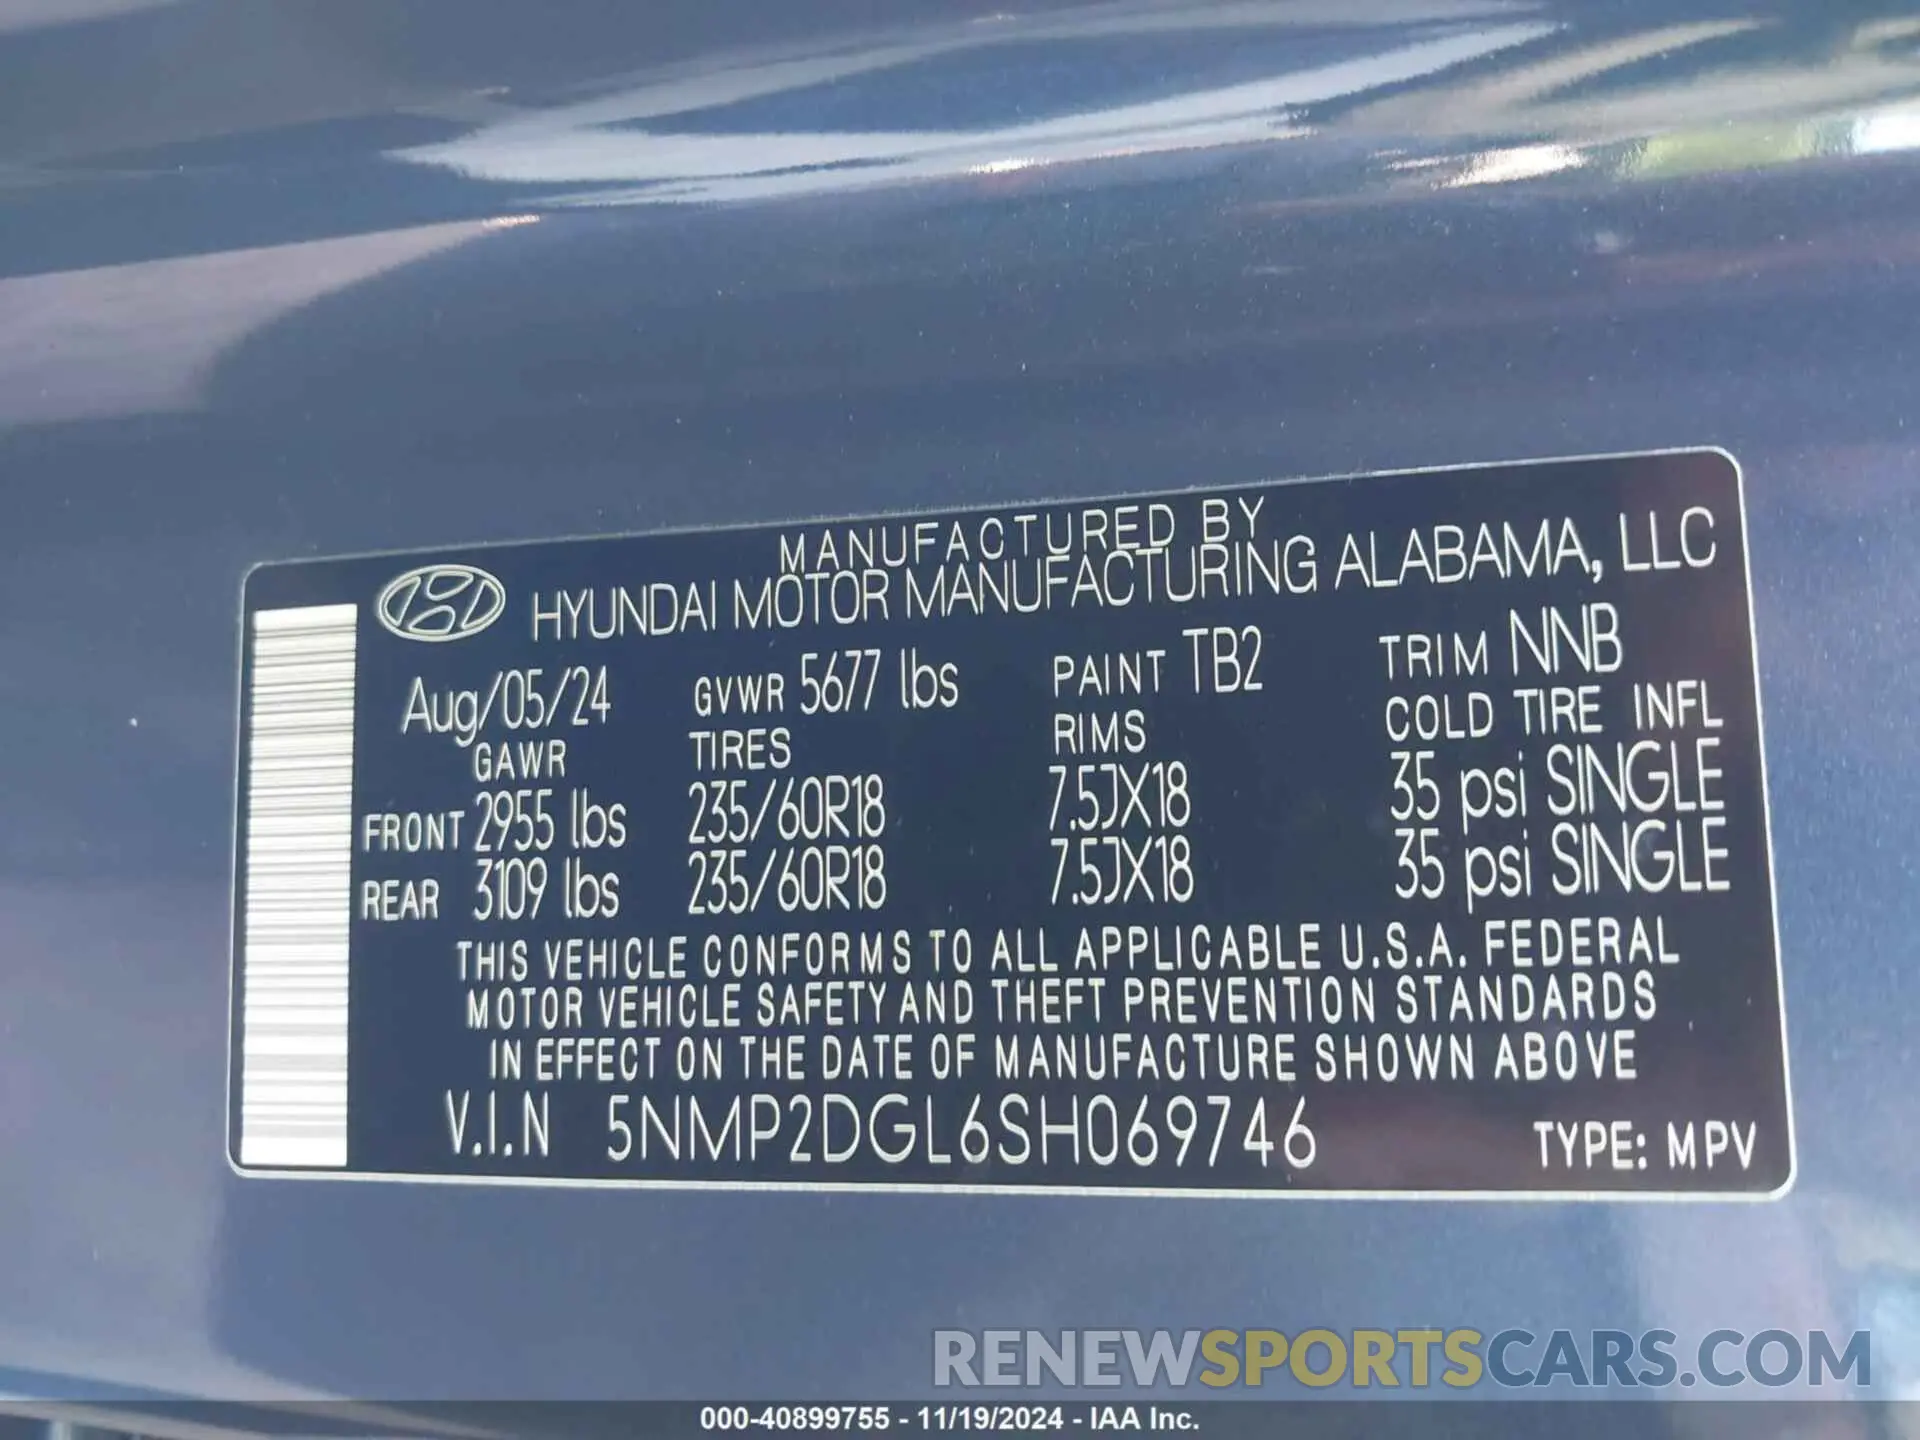 MANUFACTURED BY
HYUNDAI MOTOR MANUFACTURING ALABAMA, LLC
Aug/05/24 GVWR 5677 lbs PAINT TB2 TRIM NNB
GAWR TIRES RIMS COLD TIRE INFL
FRONT 2955 lbs 235/60R18 7.5JX18 35 psi SINGLE
REAR 3109 lbs 235/60R18 7.5JX18 35 psi SINGLE
THIS VEHICLE CONFORMS TO ALL APPLICABLE U.S.A. FEDERAL
MOTOR VEHICLE SAFETY AND THEFT PREVENTION STANDARDS
IN EFFECT ON THE DATE OF MANUFACTURE SHOWN ABOVE
V.I.N 5NMP2DGL6SH069746 TYPE: MPV
RENEWSPORTSCARS.COM
000-40899755 - 11/19/2024 - IAA Inc.